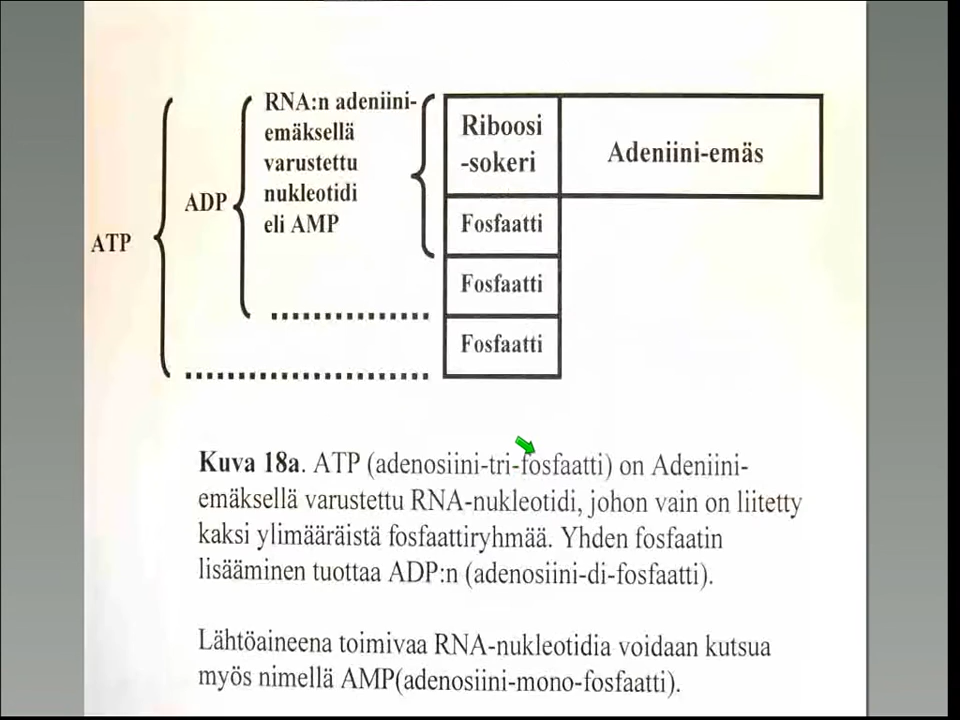 RNA:n adeniini-
emäksellä
varustettu
nukleotidi
eli AMP
ADP
ATP
Riboosi
-sokeri
Adeniini-emäs
Fosfaatti
Fosfaatti
Fosfaatti
Kuva 18a. ATP (adenosiini-tri-fosfaatti) on Adeniini-
emäksellä varustettu RNA-nukleotidi, johon vain on liitetty
kaksi ylimääräistä fosfaattiryhmää. Yhden fosfaatin
lisääminen tuottaa ADP:n (adenosiini-di-fosfaatti).
Lähtöaineena toimivaa RNA-nukleotidia voidaan kutsua
myös nimellä AMP(adenosiini-mono-fosfaatti).